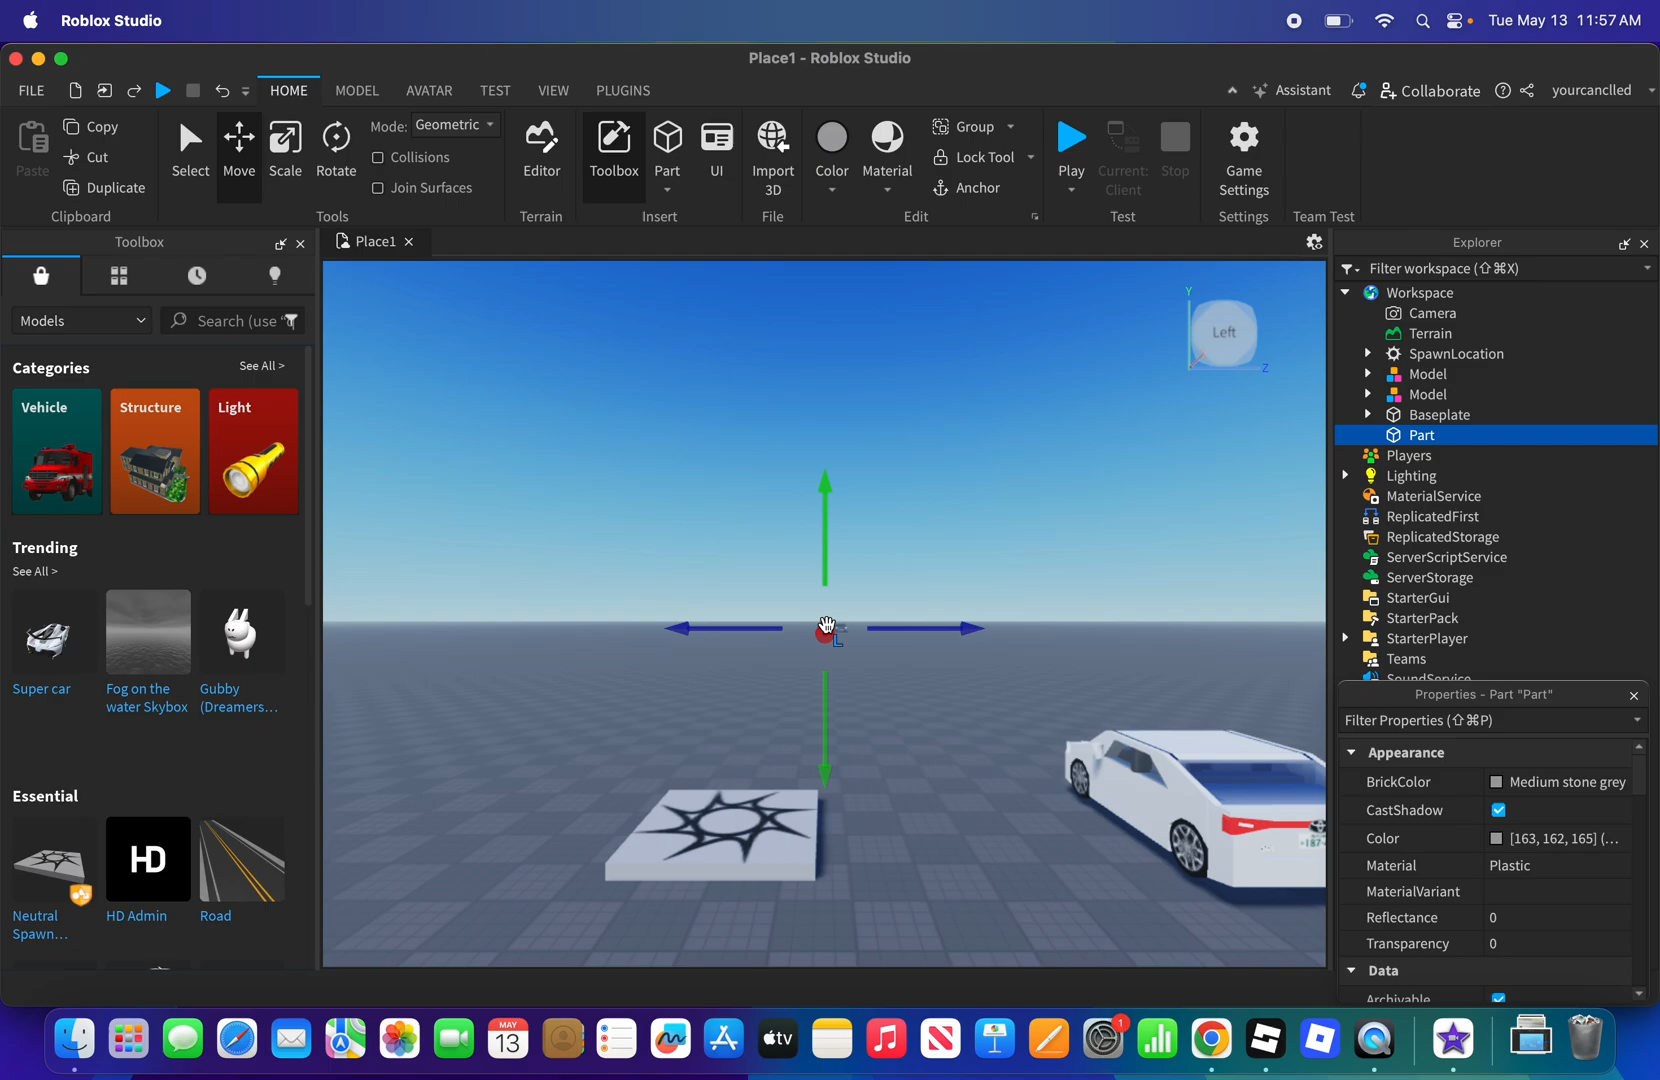 Roblox Studio
Tue May 13 11:57 AM
Place1 - Roblox Studio
FILE HOME MODEL AVATAR TEST VIEW PLUGINS
Assistant Collaborate yourcanclled
Paste
Copy
Cut
Duplicate
Clipboard
Select Move Scale Rotate
Mode: Geometric
Collisions
Join Surfaces
Tools
Editor
Terrain
Toolbox Part UI
Insert
Import
3D
File
Color Material
Group
Lock Tool
Anchor
Edit
Play Current: Stop
Client
Test
Game
Settings
Settings
Team Test
Toolbox
Models
Search (use "
Categories
See All >
Vehicle
Structure
Light
Trending
See All >
Super car
Fog on the
water Skybox
Gubby
(Dreamers...
Essential
HD
Neutral
Spawn...
HD Admin
Road
Place1
Y
Left
Z
L
Explorer
Filter workspace (⇧⌘X)
Workspace
Camera
Terrain
SpawnLocation
Model
Model
Baseplate
Part
Players
Lighting
MaterialService
ReplicatedFirst
ReplicatedStorage
ServerScriptService
ServerStorage
StarterGui
StarterPack
StarterPlayer
Teams
SoundService
Properties - Part "Part"
Filter Properties (⇧⌘P)
Appearance
BrickColor Medium stone grey
CastShadow
Color [163, 162, 165] (...
Material Plastic
MaterialVariant
Reflectance 0
Transparency 0
Data
Archivable
MAY
13
tv
1